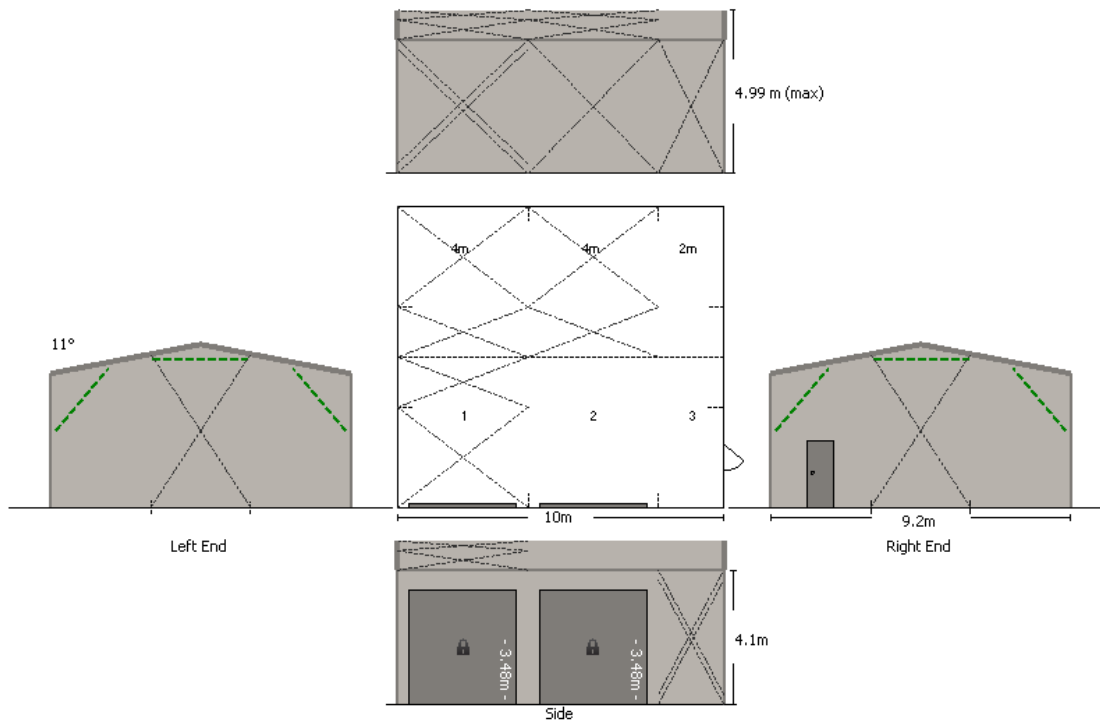 4.99 m (max)
4m
4m
2m
11°
1
2
3
10m
9.2m
Left End
Right End
- 3.48m -
- 3.48m -
4.1m
Side